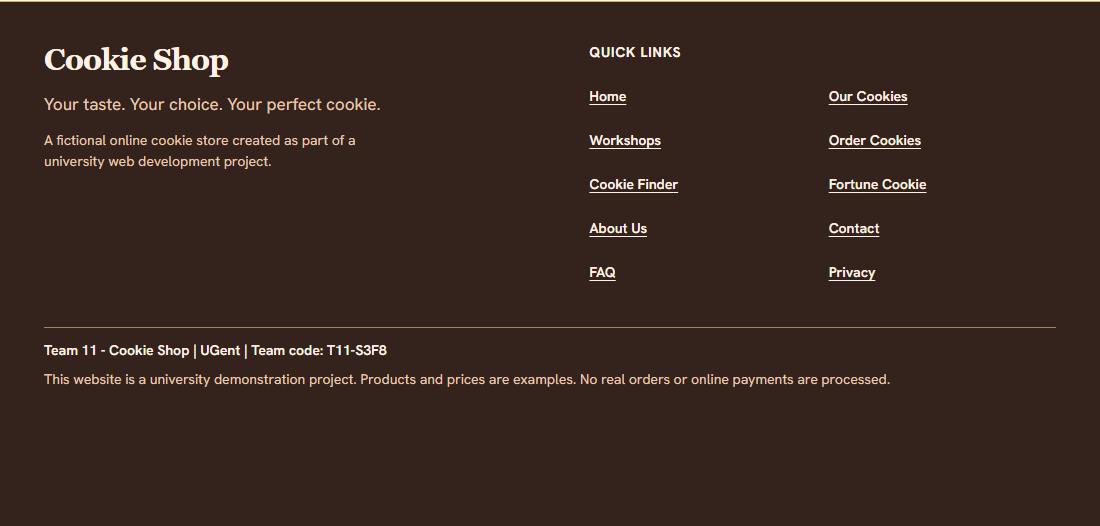 Cookie Shop
Your taste. Your choice. Your perfect cookie.
A fictional online cookie store created as part of a
university web development project.
QUICK LINKS
Home
Our Cookies
Workshops
Order Cookies
Cookie Finder
Fortune Cookie
About Us
Contact
FAQ
Privacy
Team 11 - Cookie Shop | UGent | Team code: T11-S3F8
This website is a university demonstration project. Products and prices are examples. No real orders or online payments are processed.